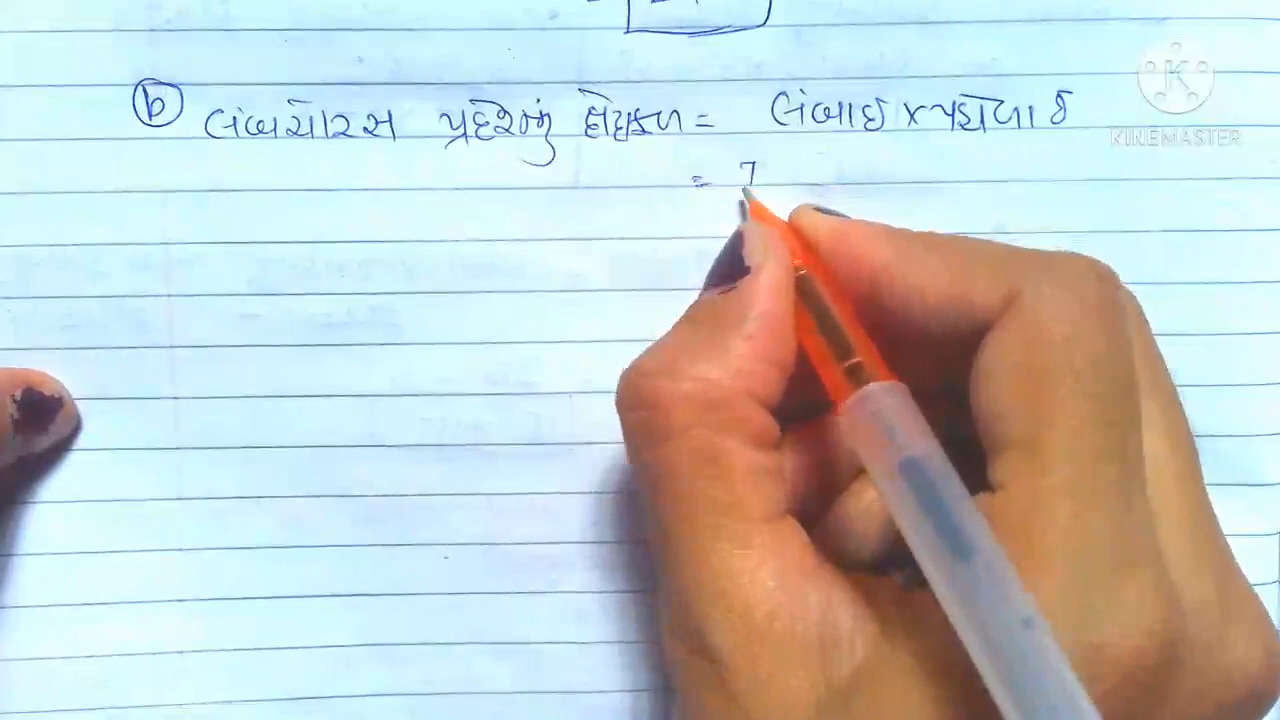 ⓑ લંબચોરસ પ્રદેશનું ક્ષેત્રફળ = લંબાઈ × પહોળાઈ
= 7
KINEMASTER